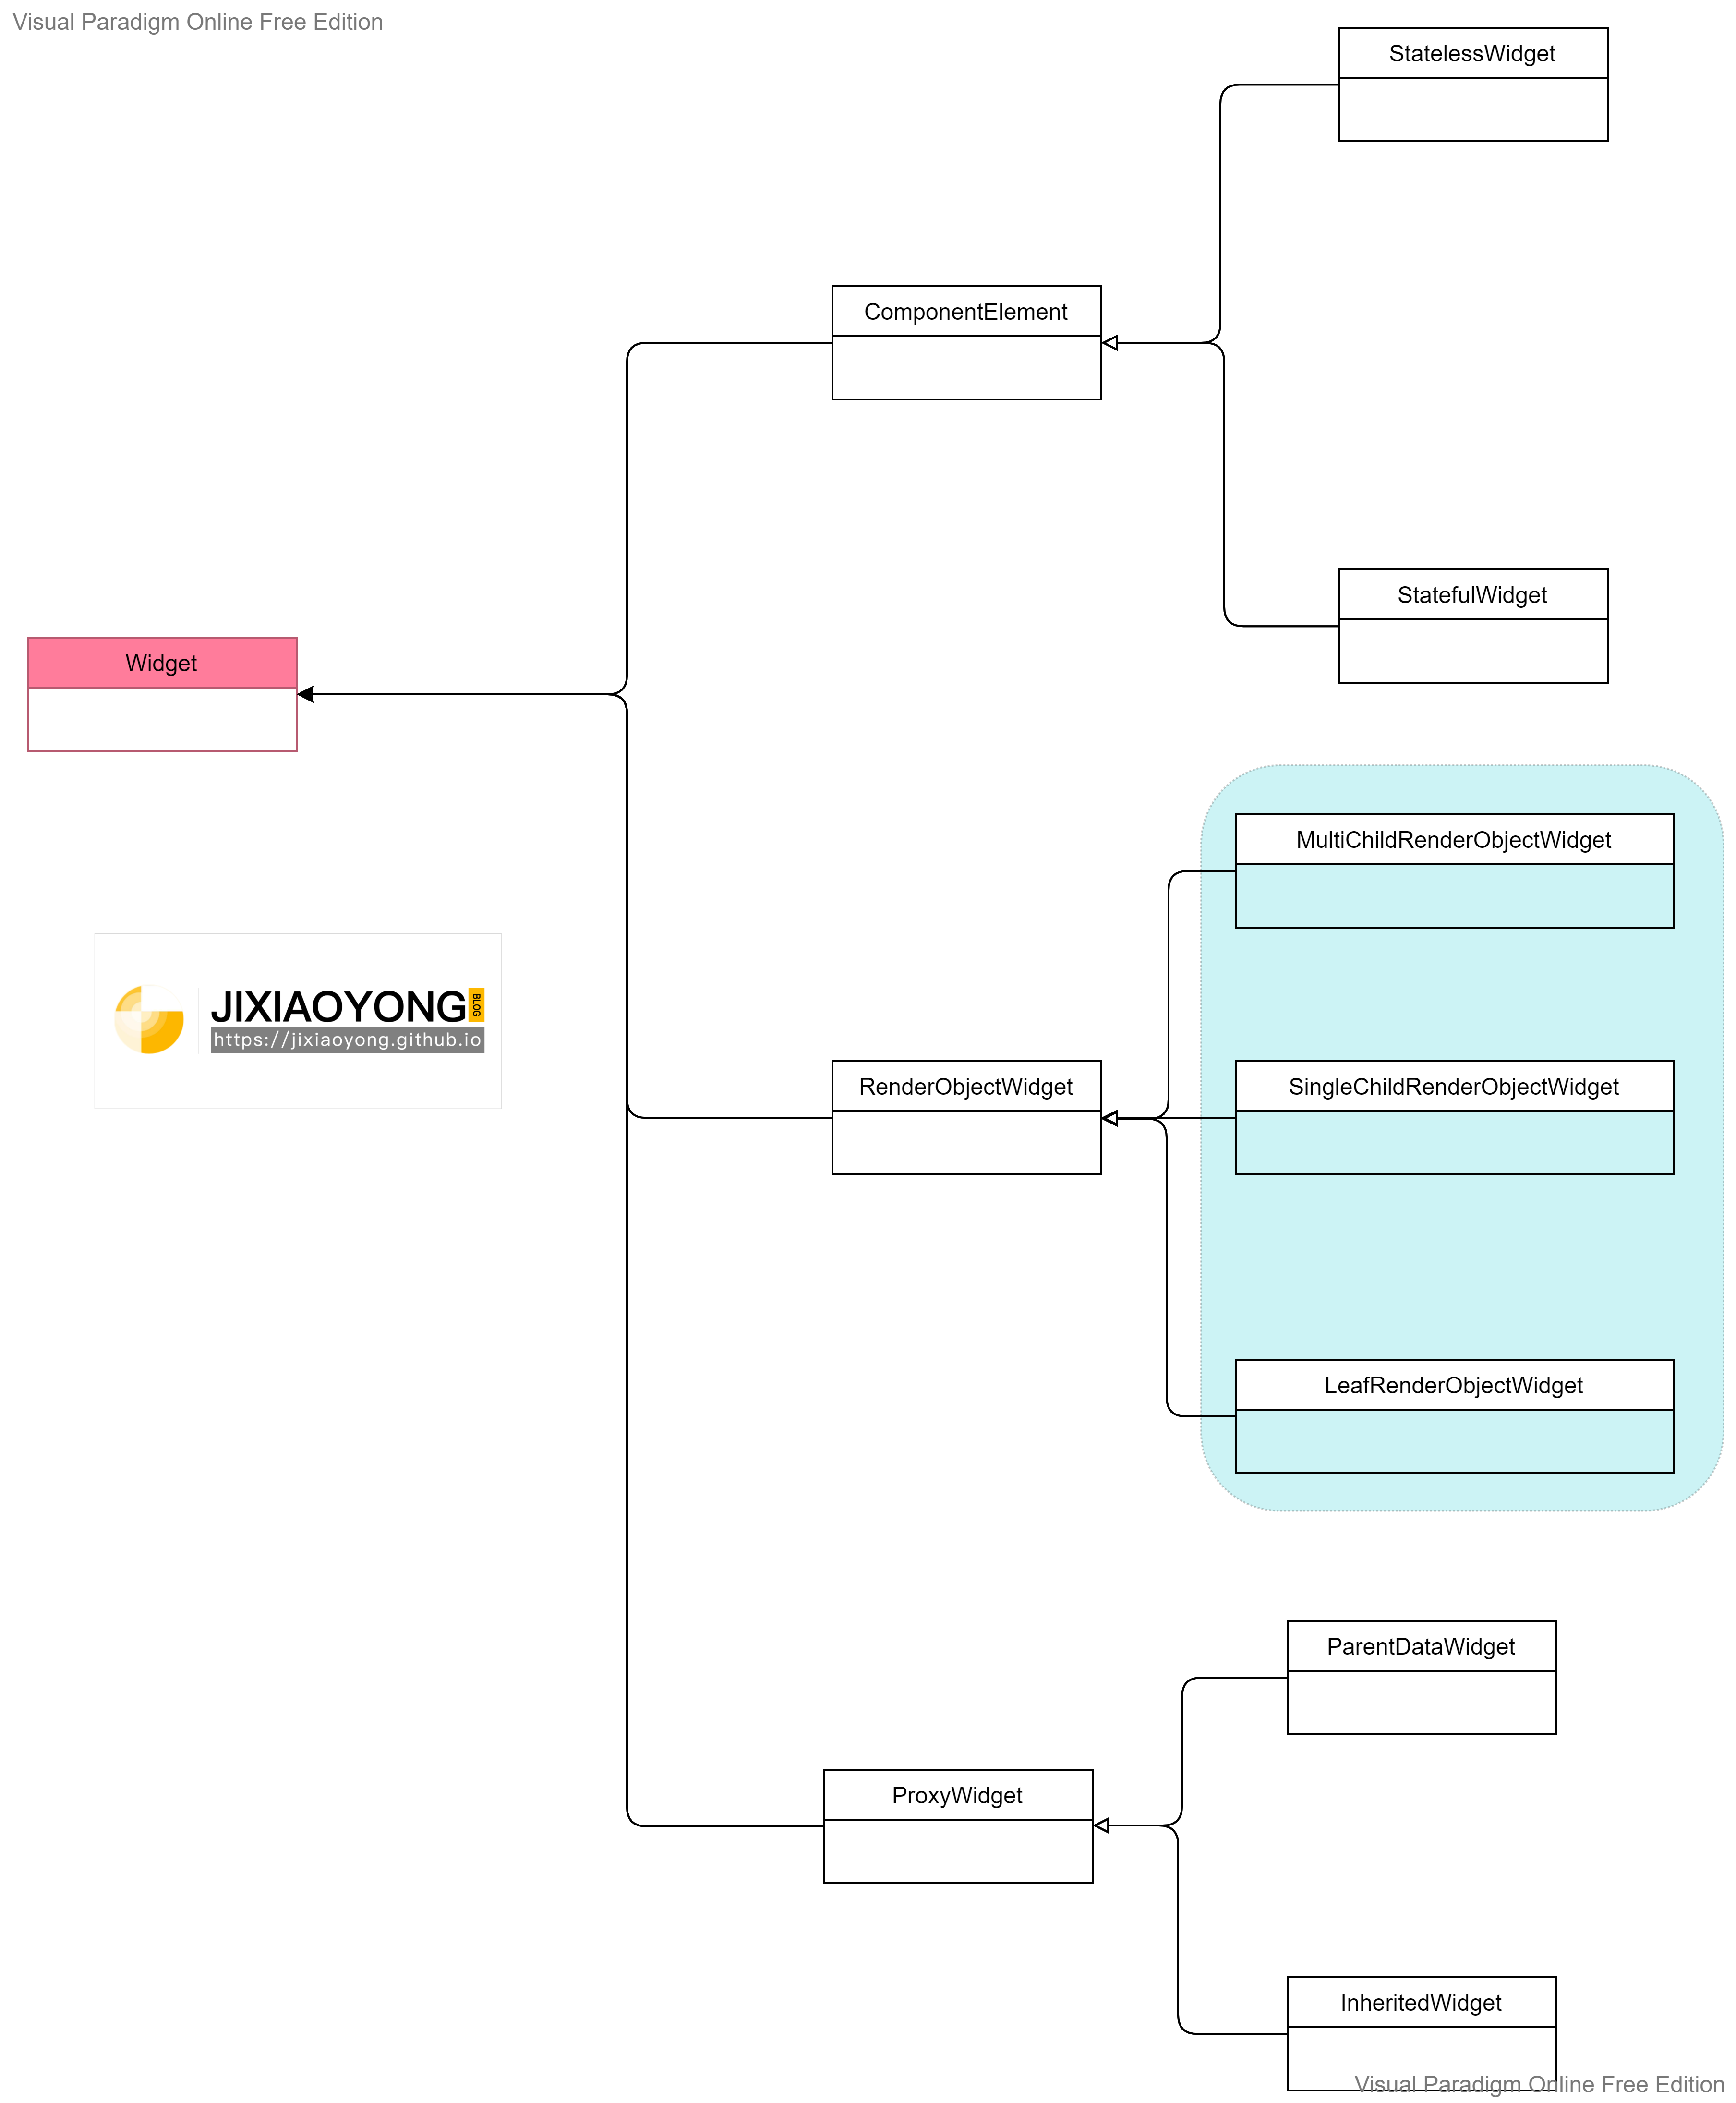 Visual Paradigm Online Free Edition
StatelessWidget
ComponentElement
StatefulWidget
Widget
MultiChildRenderObjectWidget
JIXIAOYONG BLOG
https://jixiaoyong.github.io
RenderObjectWidget
SingleChildRenderObjectWidget
LeafRenderObjectWidget
ParentDataWidget
ProxyWidget
InheritedWidget
Visual Paradigm Online Free Edition